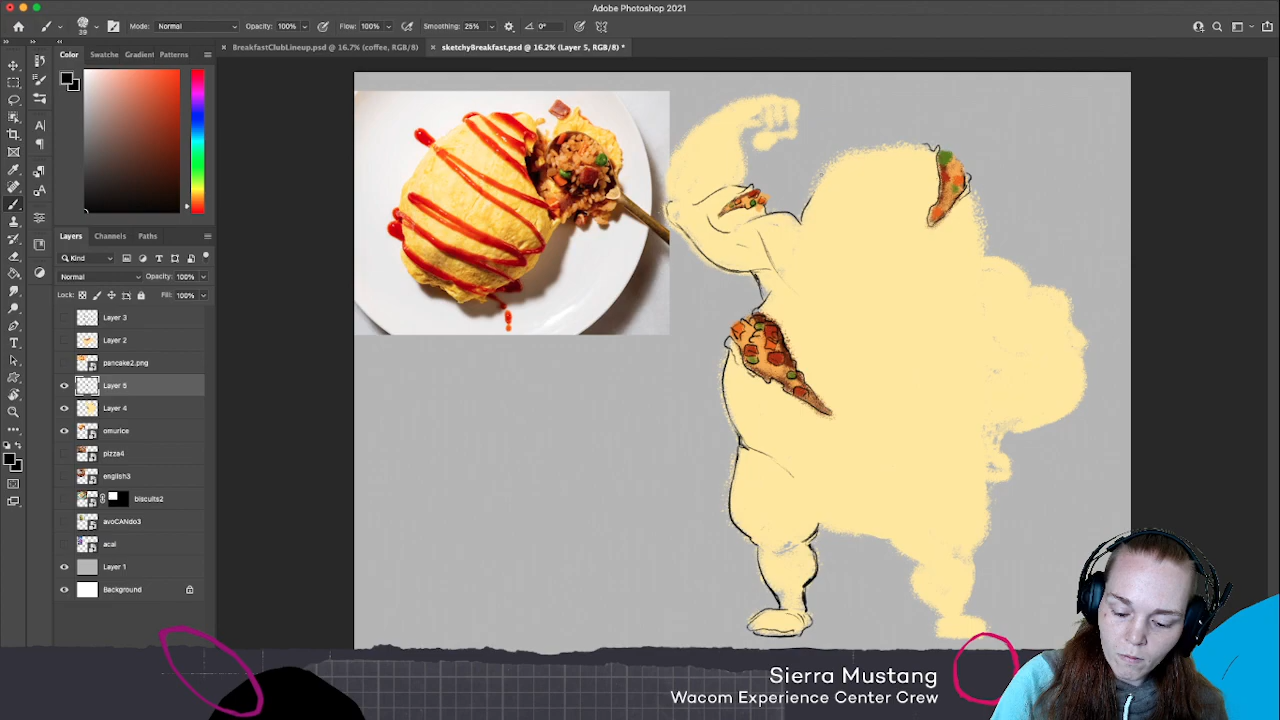 Adobe Photoshop 2021
39 Mode: Normal Opacity: 100% Flow: 100% Smoothing: 25% 0°
BreakfastClubLineup.psd @ 16.7% (coffee, RGB/8) × sketchyBreakfast.psd @ 16.2% (Layer 5, RGB/8) *
Color Swatche Gradient Patterns
Layers Channels Paths
Kind
Normal Opacity: 100%
Lock: Fill: 100%
Layer 3
Layer 2
pancake2.png
Layer 5
Layer 4
omurice
pizza4
english3
biscuits2
avoCANdo3
acai
Layer 1
Background
Sierra Mustang
Wacom Experience Center Crew